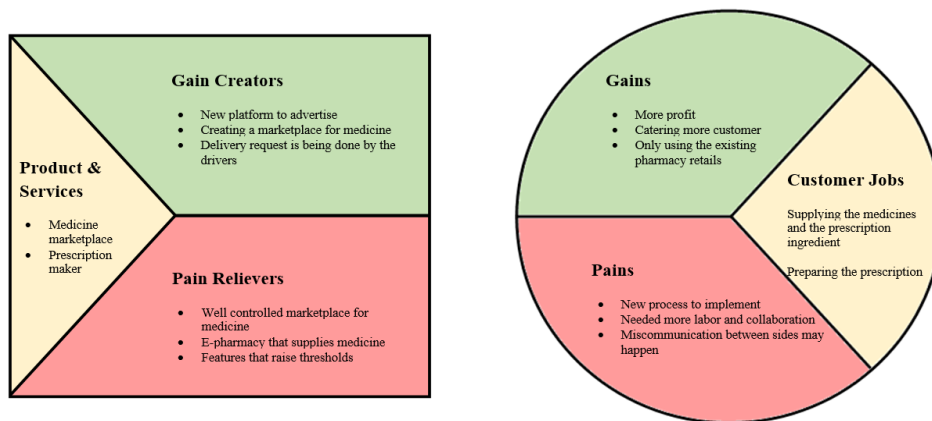 Gain Creators
• New platform to advertise
• Creating a marketplace for medicine
• Delivery request is being done by the
drivers
Product &
Services
• Medicine
marketplace
• Prescription
maker
Pain Relievers
• Well controlled marketplace for
medicine
• E-pharmacy that supplies medicine
• Features that raise thresholds
Gains
• More profit
• Catering more customer
• Only using the existing
pharmacy retails
Customer Jobs
Supplying the medicines
and the prescription
ingredient
Preparing the prescription
Pains
• New process to implement
• Needed more labor and collaboration
• Miscommunication between sides may
happen